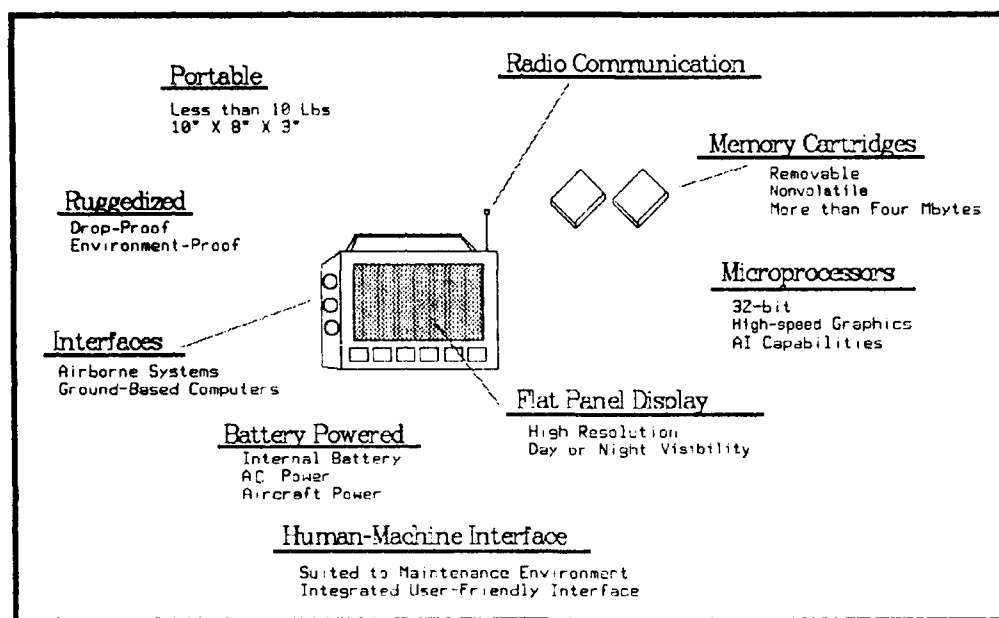 Portable
Less than 10 Lbs
10" X 8" X 3"
Radio Communication
Memory Cartridges
Removable
Nonvolatile
More than Four Mbytes
Ruggedized
Drop-Proof
Environment-Proof
Microprocessors
32-bit
High-speed Graphics
AI Capabilities
Interfaces
Airborne Systems
Ground-Based Computers
Flat Panel Display
High Resolution
Day or Night Visibility
Battery Powered
Internal Battery
AC Power
Aircraft Power
Human-Machine Interface
Suited to Maintenance Environment
Integrated User-Friendly Interface